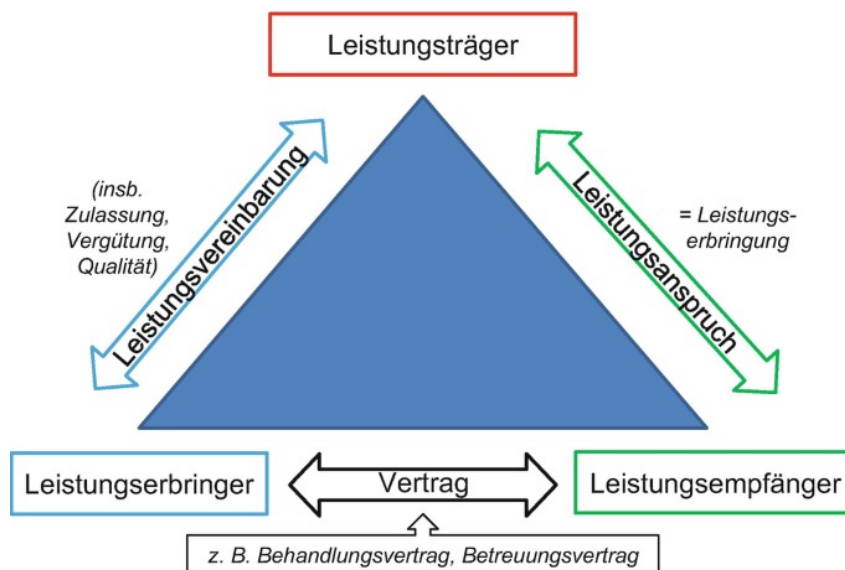 Leistungsträger
(insb.
Zulassung,
Vergütung,
Qualität)
Leistungsvereinbarung
Leistungsanspruch
= Leistungs-
erbringung
Leistungserbringer
Vertrag
Leistungsempfänger
z. B. Behandlungsvertrag, Betreuungsvertrag